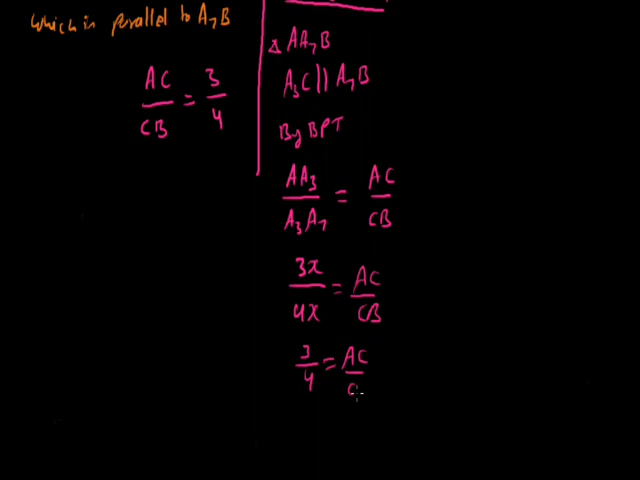 which is parallel to A₇B
AC/CB = 3/4
△ AA₇B
A₃C || A₇B
By BPT
AA₃/A₃A₇ = AC/CB
3x/4x = AC/CB
3/4 = AC/C